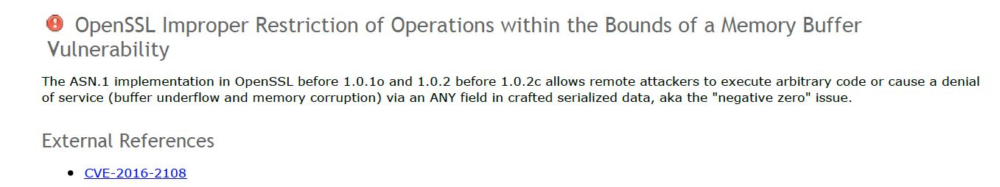 OpenSSL Improper Restriction of Operations within the Bounds of a Memory Buffer
Vulnerability
The ASN.1 implementation in OpenSSL before 1.0.1o and 1.0.2 before 1.0.2c allows remote attackers to execute arbitrary code or cause a denial
of service (buffer underflow and memory corruption) via an ANY field in crafted serialized data, aka the "negative zero" issue.
External References
• CVE-2016-2108